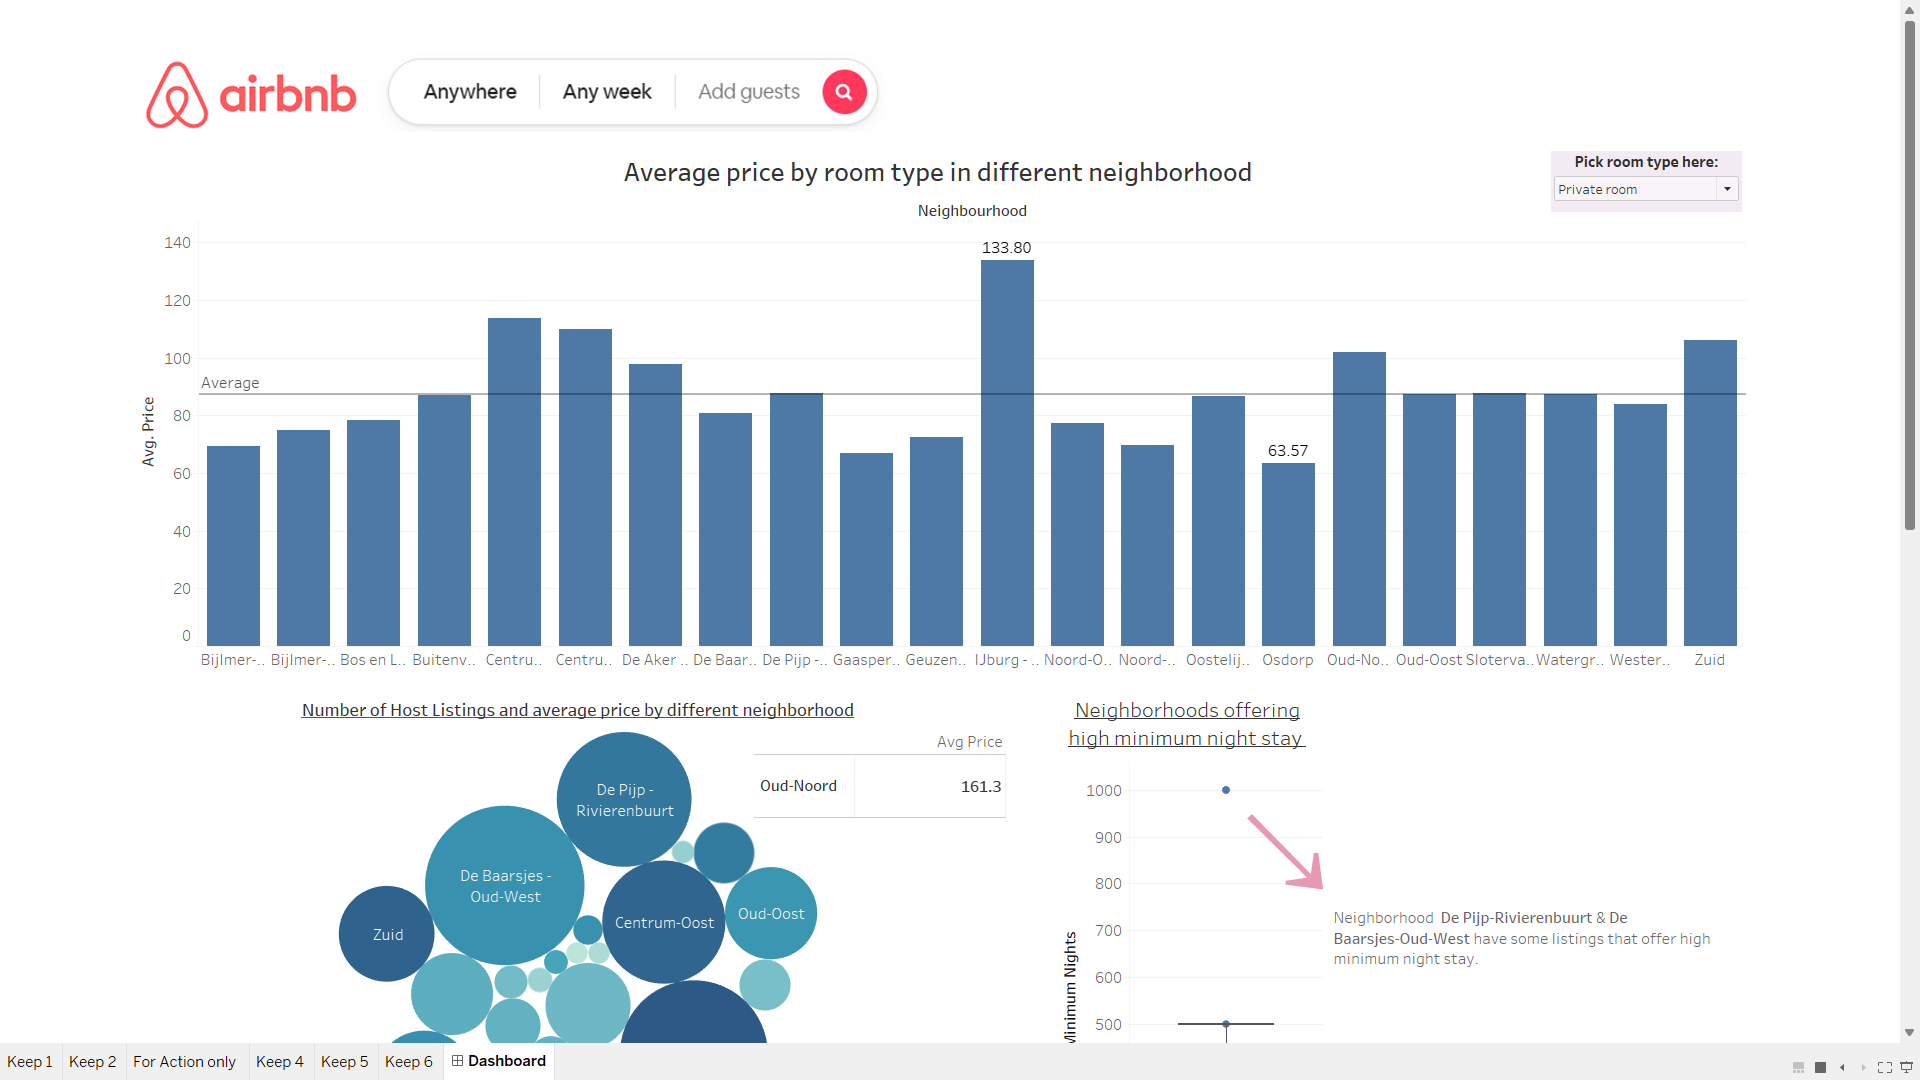 airbnb
Anywhere
Any week
Add guests
Average price by room type in different neighborhood
Pick room type here:
Private room
Neighbourhood
140
120
100
80
60
40
20
0
Avg. Price
Average
133.80
63.57
Bijlmer-..
Bijlmer-..
Bos en L..
Buitenv..
Centru..
Centru..
De Aker ..
De Baar..
De Pijp -..
Gaasper..
Geuzen..
IJburg - ..
Noord-O..
Noord-..
Oostelij..
Osdorp
Oud-No..
Oud-Oost
Sloterva..
Watergr..
Wester..
Zuid
Number of Host Listings and average price by different neighborhood
Avg Price
Oud-Noord
161.3
De Pijp -
Rivierenbuurt
De Baarsjes -
Oud-West
Centrum-Oost
Oud-Oost
Zuid
Neighborhoods offering
high minimum night stay
1000
900
800
700
600
500
Minimum Nights
Neighborhood De Pijp-Rivierenbuurt & De
Baarsjes-Oud-West have some listings that offer high
minimum night stay.
Keep 1
Keep 2
For Action only
Keep 4
Keep 5
Keep 6
Dashboard